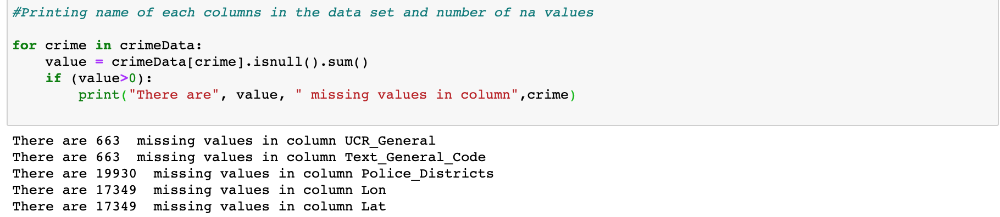 #Printing name of each columns in the data set and number of na values
for crime in crimeData:
    value = crimeData[crime].isnull().sum()
    if (value>0):
        print("There are", value, " missing values in column",crime)
There are 663  missing values in column UCR_General
There are 663  missing values in column Text_General_Code
There are 19930  missing values in column Police_Districts
There are 17349  missing values in column Lon
There are 17349  missing values in column Lat